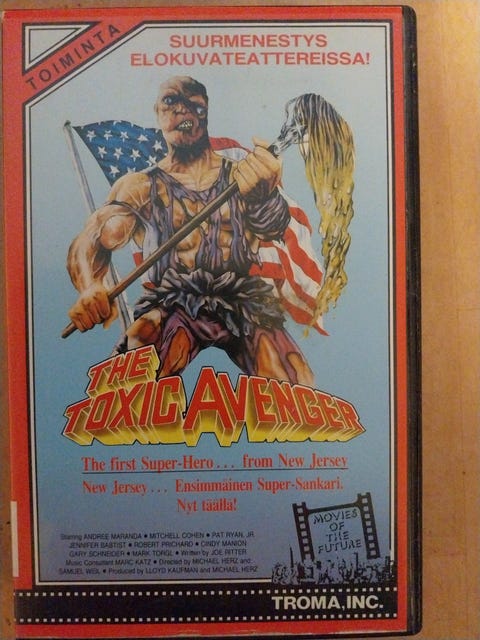 TOIMINTA
SUURMENESTYS
ELOKUVATEATTEREISSA!
THE
TOXIC AVENGER
The first Super-Hero... from New Jersey
New Jersey... Ensimmäinen Super-Sankari.
Nyt täällä!
Starring ANDREE MARANDA ♦ MITCHELL COHEN ♦ PAT RYAN, JR.
JENNIFER BABTIST ♦ ROBERT PRICHARD ♦ CINDY MANION
GARY SCHNEIDER ♦ MARK TORGL ♦ Written by JOE RITTER
Music Consultant MARC KATZ ♦ Directed by MICHAEL HERZ and
SAMUEL WEIL ♦ Produced by LLOYD KAUFMAN and MICHAEL HERZ
MOVIES
OF THE
FUTURE
TROMA, INC.